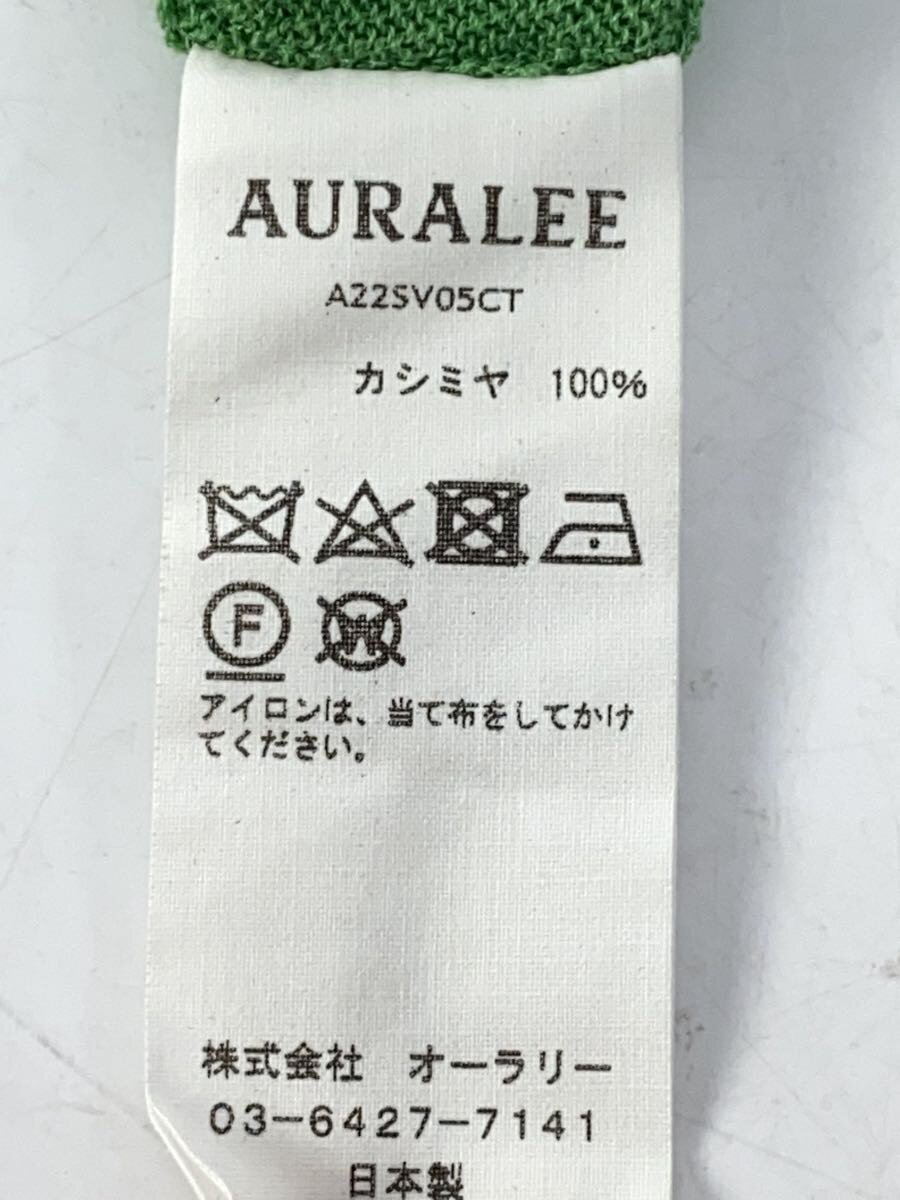 AURALEE
A22SV05CT
カシミヤ 100%
F W
アイロンは、当て布をしてかけ
てください。
株式会社 オーラリー
03-6427-7141
日本製